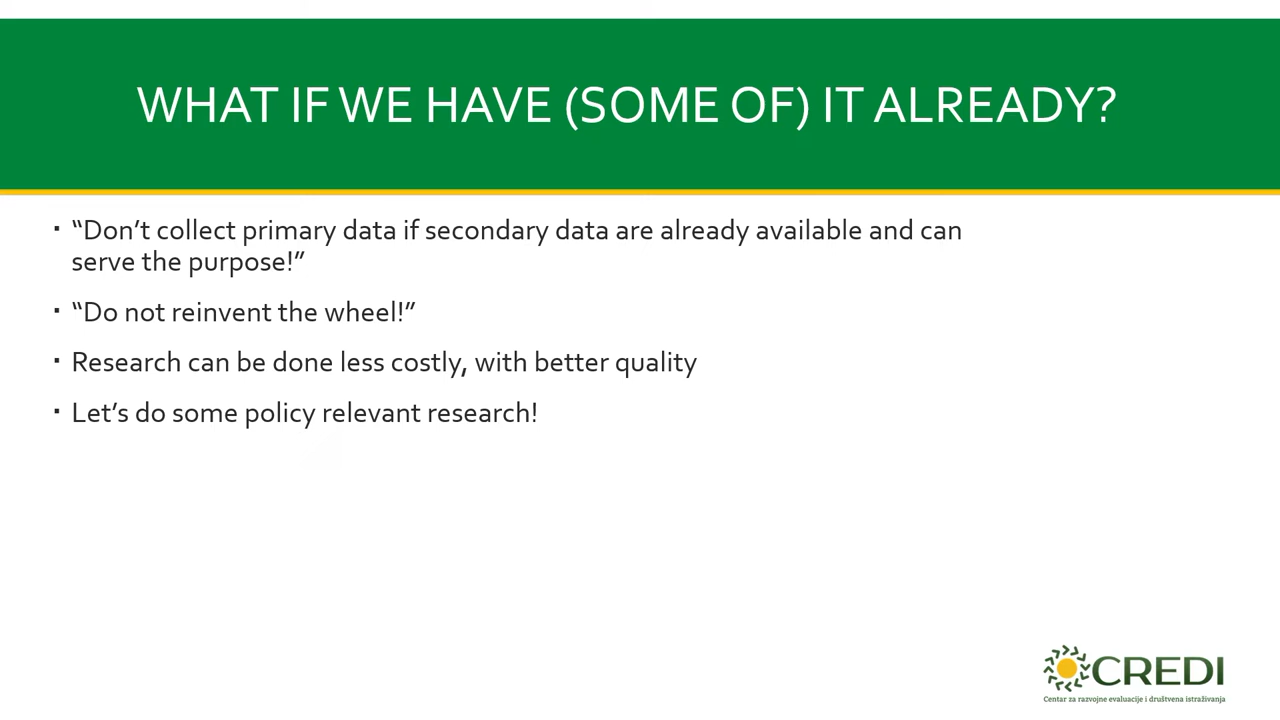 WHAT IF WE HAVE (SOME OF) IT ALREADY?
▪ “Don’t collect primary data if secondary data are already available and can
serve the purpose!”
▪ “Do not reinvent the wheel!”
▪ Research can be done less costly, with better quality
▪ Let’s do some policy relevant research!
CREDI
Centar za razvojne evaluacije i društvena istraživanja